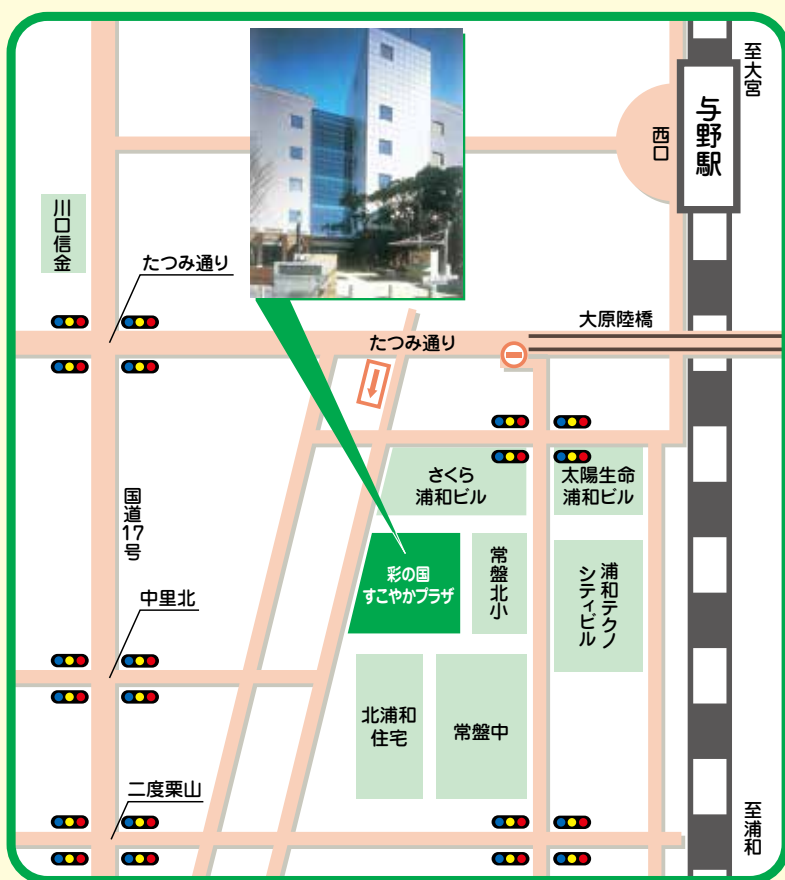 至大宮
与野駅
西口
川口信金
たつみ通り
大原陸橋
たつみ通り
さくら
浦和ビル
太陽生命
浦和ビル
国道17号
彩の国
すこやかプラザ
常盤北小
浦和テクノ
シティビル
中里北
北浦和
住宅
常盤中
二度栗山
至浦和